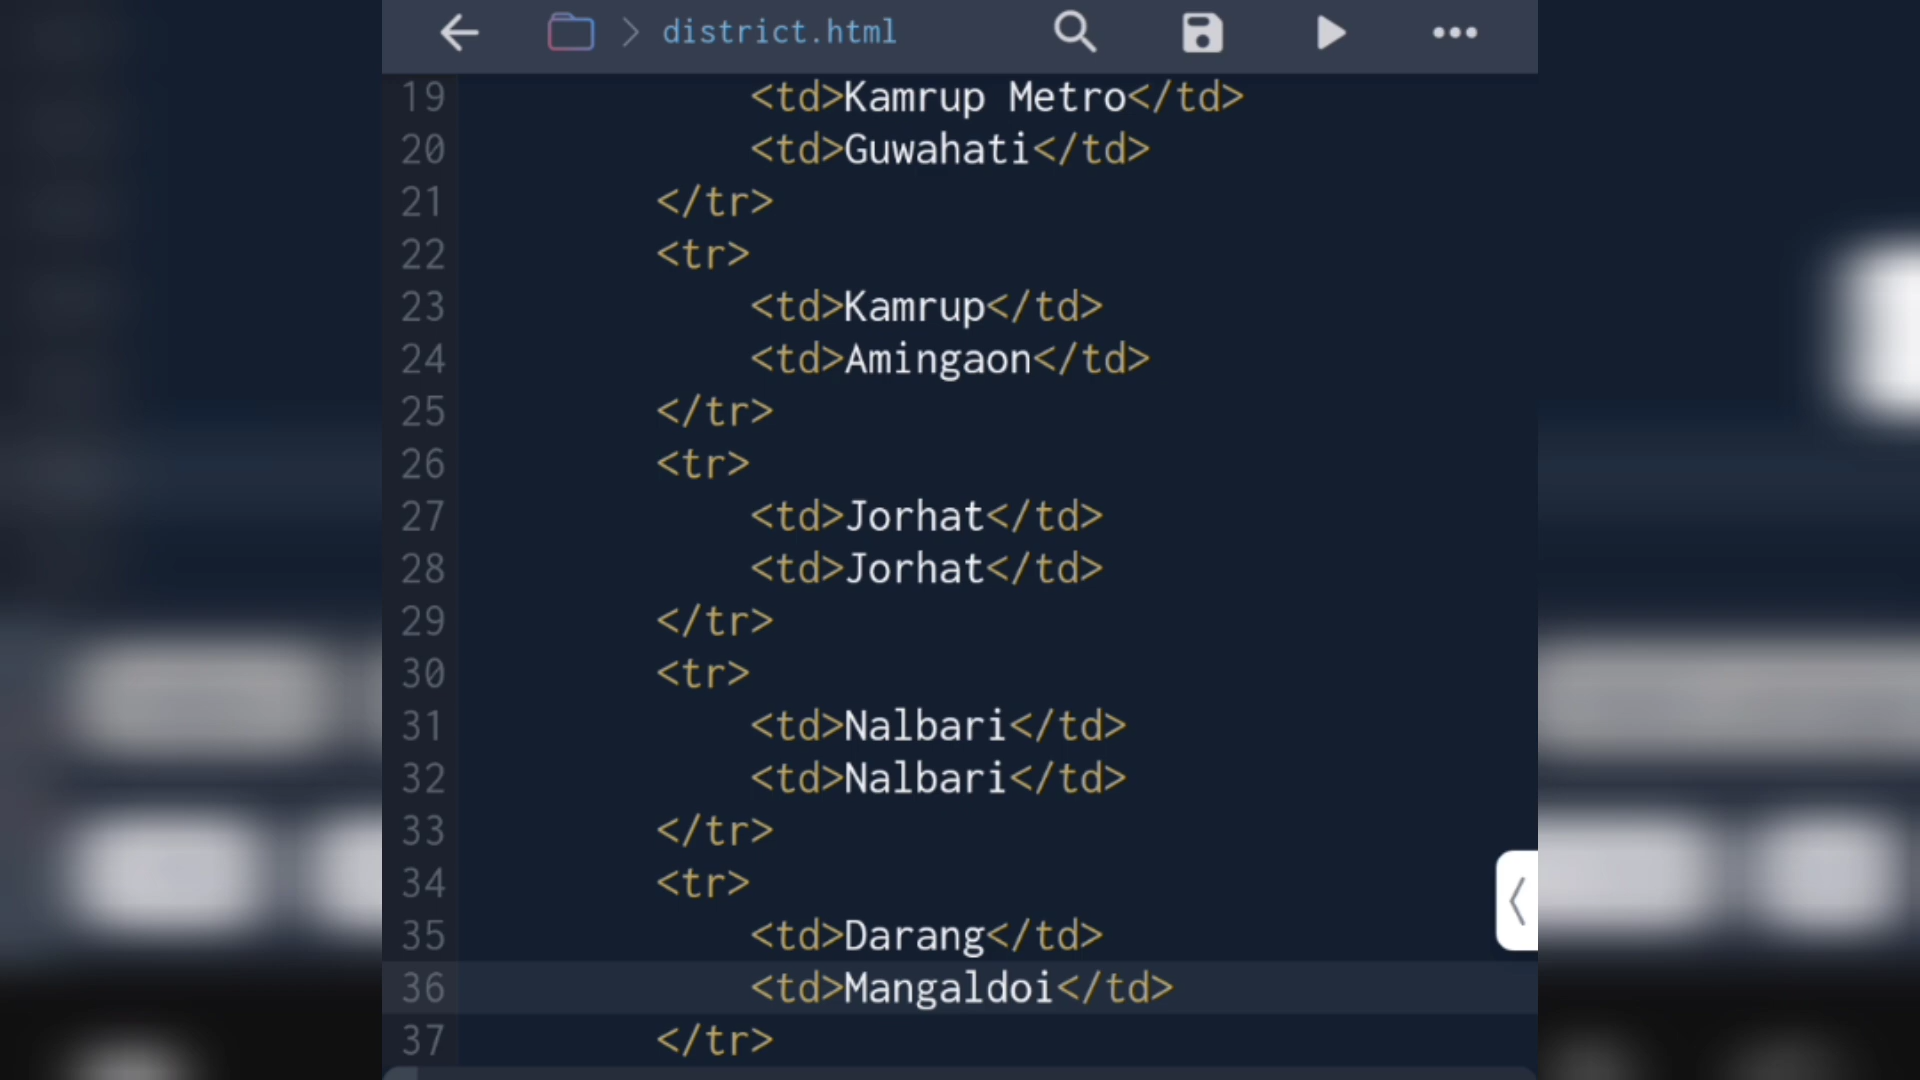 district.html
19 <td>Kamrup Metro</td>
20 <td>Guwahati</td>
21 </tr>
22 <tr>
23 <td>Kamrup</td>
24 <td>Amingaon</td>
25 </tr>
26 <tr>
27 <td>Jorhat</td>
28 <td>Jorhat</td>
29 </tr>
30 <tr>
31 <td>Nalbari</td>
32 <td>Nalbari</td>
33 </tr>
34 <tr>
35 <td>Darang</td>
36 <td>Mangaldoi</td>
37 </tr>